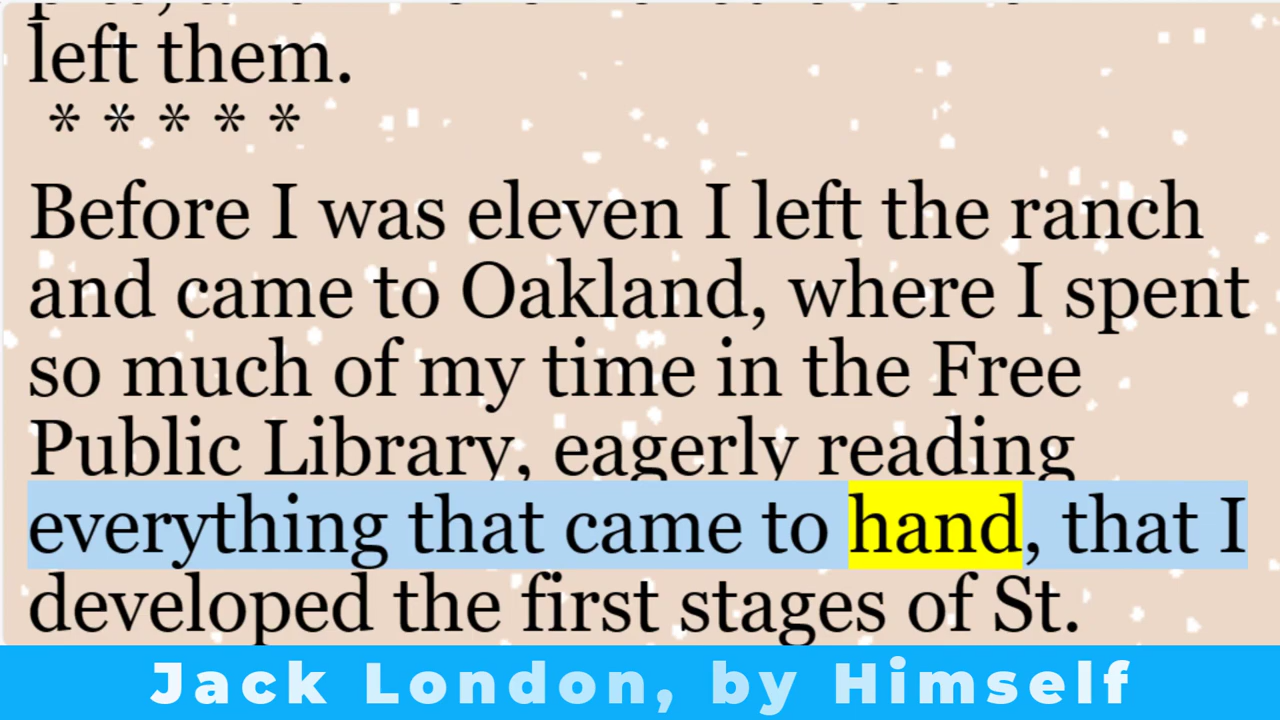 left them.
* * * * *
Before I was eleven I left the ranch
and came to Oakland, where I spent
so much of my time in the Free
Public Library, eagerly reading
everything that came to hand, that I
developed the first stages of St.
Jack London, by Himself